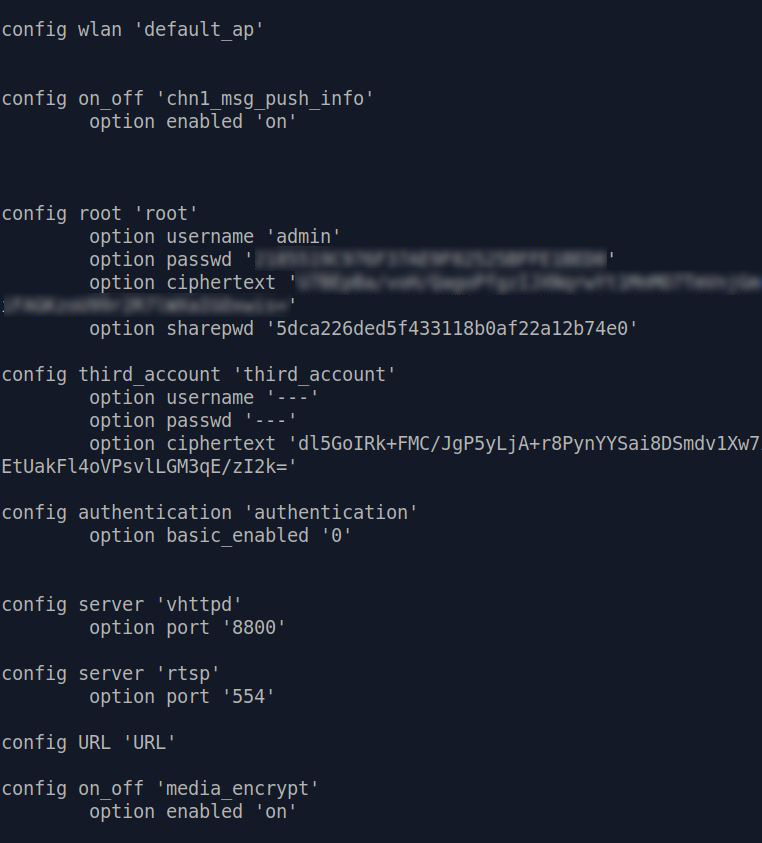 config wlan 'default_ap'
config on_off 'chn1_msg_push_info'
option enabled 'on'
config root 'root'
option username 'admin'
option passwd ' '
option ciphertext '
'
option sharepwd '5dca226ded5f433118b0af22a12b74e0'
config third_account 'third_account'
option username '---'
option passwd '---'
option ciphertext 'dl5GoIRk+FMC/JgP5yLjA+r8PynYYSai8DSmdv1Xw7
EtUakFl4oVPsvlLGM3qE/zI2k='
config authentication 'authentication'
option basic_enabled '0'
config server 'vhttpd'
option port '8800'
config server 'rtsp'
option port '554'
config URL 'URL'
config on_off 'media_encrypt'
option enabled 'on'